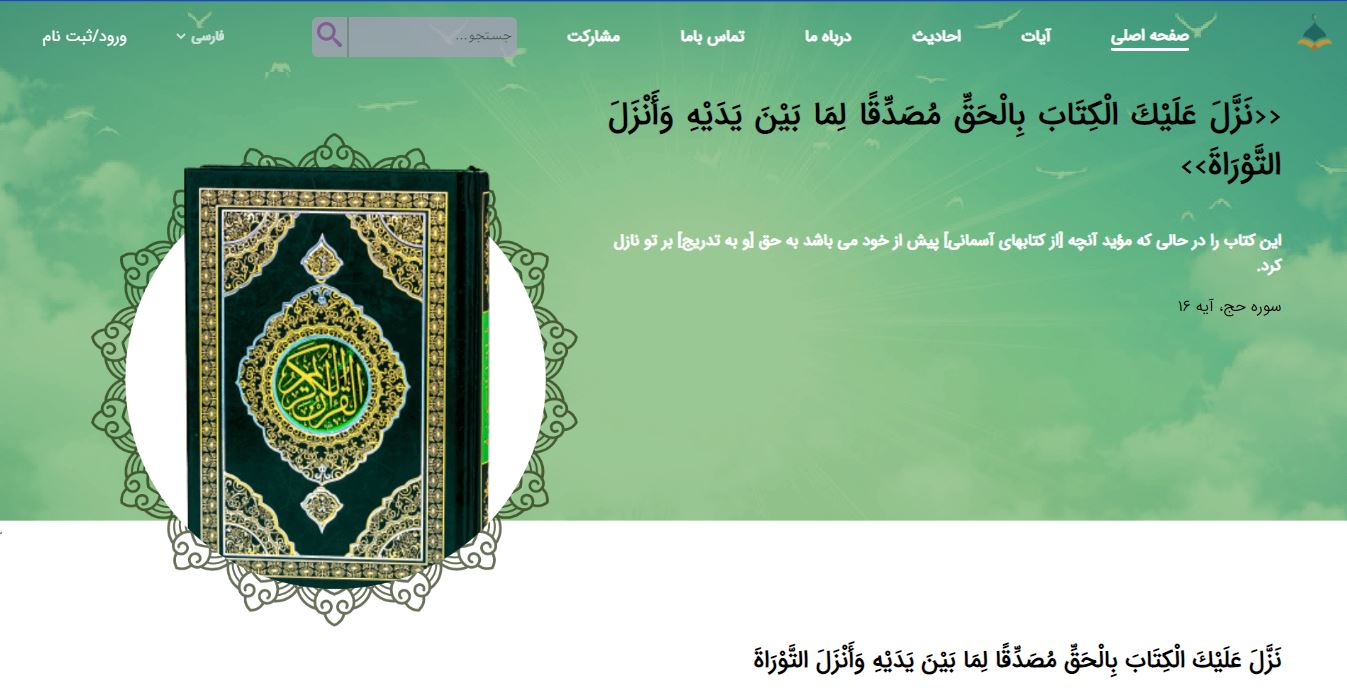 صفحه اصلی
آیات
احادیث
درباه ما
تماس باما
مشارکت
جستجو...
فارسی
ورود/ثبت نام
<<نَزَّلَ عَلَيْكَ الْكِتَابَ بِالْحَقِّ مُصَدِّقًا لِمَا بَيْنَ يَدَيْهِ وَأَنْزَلَ
التَّوْرَاةَ>>
این کتاب را در حالی که مؤید آنچه [از کتابهای آسمانی] پیش از خود می باشد به حق [و به تدریج] بر تو نازل
کرد.
سوره حج، آیه ۱۶
القرآن الكريم
نَزَّلَ عَلَيْكَ الْكِتَابَ بِالْحَقِّ مُصَدِّقًا لِمَا بَيْنَ يَدَيْهِ وَأَنْزَلَ التَّوْرَاةَ